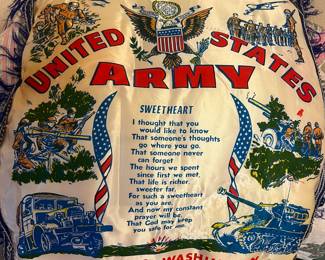 UNITED STATES
ARMY
SWEETHEART
I thought that you
would like to know
That someone's thoughts
go where you go.
That someone never
can forget
The hours we spent
since first we met,
That life is richer,
sweeter far,
For such a sweetheart
as you are,
And now my constant
prayer will be
That God may keep
you safe for me.